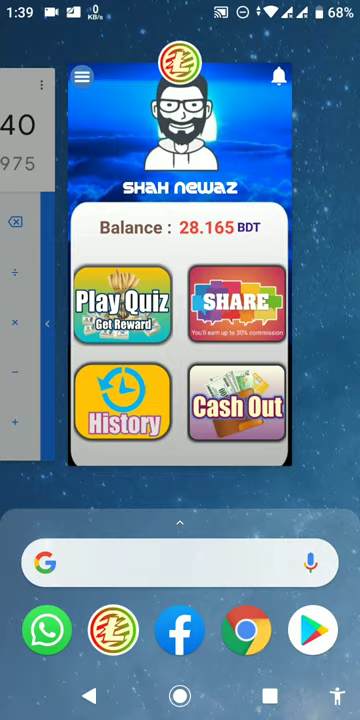 1:39
0
KB/s
68%
40
975
÷
×
−
+
SHAH NEWAZ
Balance : 28.165 BDT
Play Quiz
Get Reward
SHARE
You'll earn up to 30% commission
History
Cash Out
G